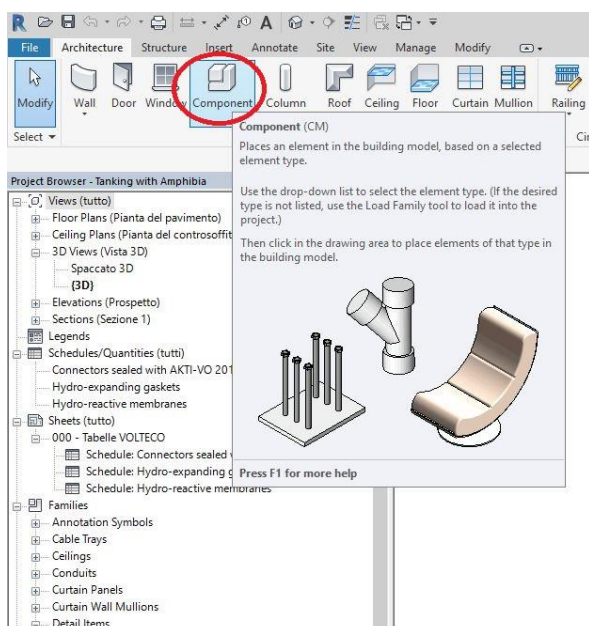 R A
File Architecture Structure Insert Annotate Site View Manage Modify
Modify Wall Door Window Component Column Roof Ceiling Floor Curtain Mullion Railing
Select
Component (CM)
Places an element in the building model, based on a selected
element type.
Use the drop-down list to select the element type. (If the desired
type is not listed, use the Load Family tool to load it into the
project.)
Then click in the drawing area to place elements of that type in
the building model.
Press F1 for more help
Project Browser - Tanking with Amphibia
Views (tutto)
Floor Plans (Pianta del pavimento)
Ceiling Plans (Pianta del controsoffit
3D Views (Vista 3D)
Spaccato 3D
{3D}
Elevations (Prospetto)
Sections (Sezione 1)
Legends
Schedules/Quantities (tutti)
Connectors sealed with AKTI-VO 201
Hydro-expanding gaskets
Hydro-reactive membranes
Sheets (tutto)
000 - Tabelle VOLTECO
Schedule: Connectors sealed
Schedule: Hydro-expanding g
Schedule: Hydro-reactive membranes
Families
Annotation Symbols
Cable Trays
Ceilings
Conduits
Curtain Panels
Curtain Wall Mullions
Detail Items